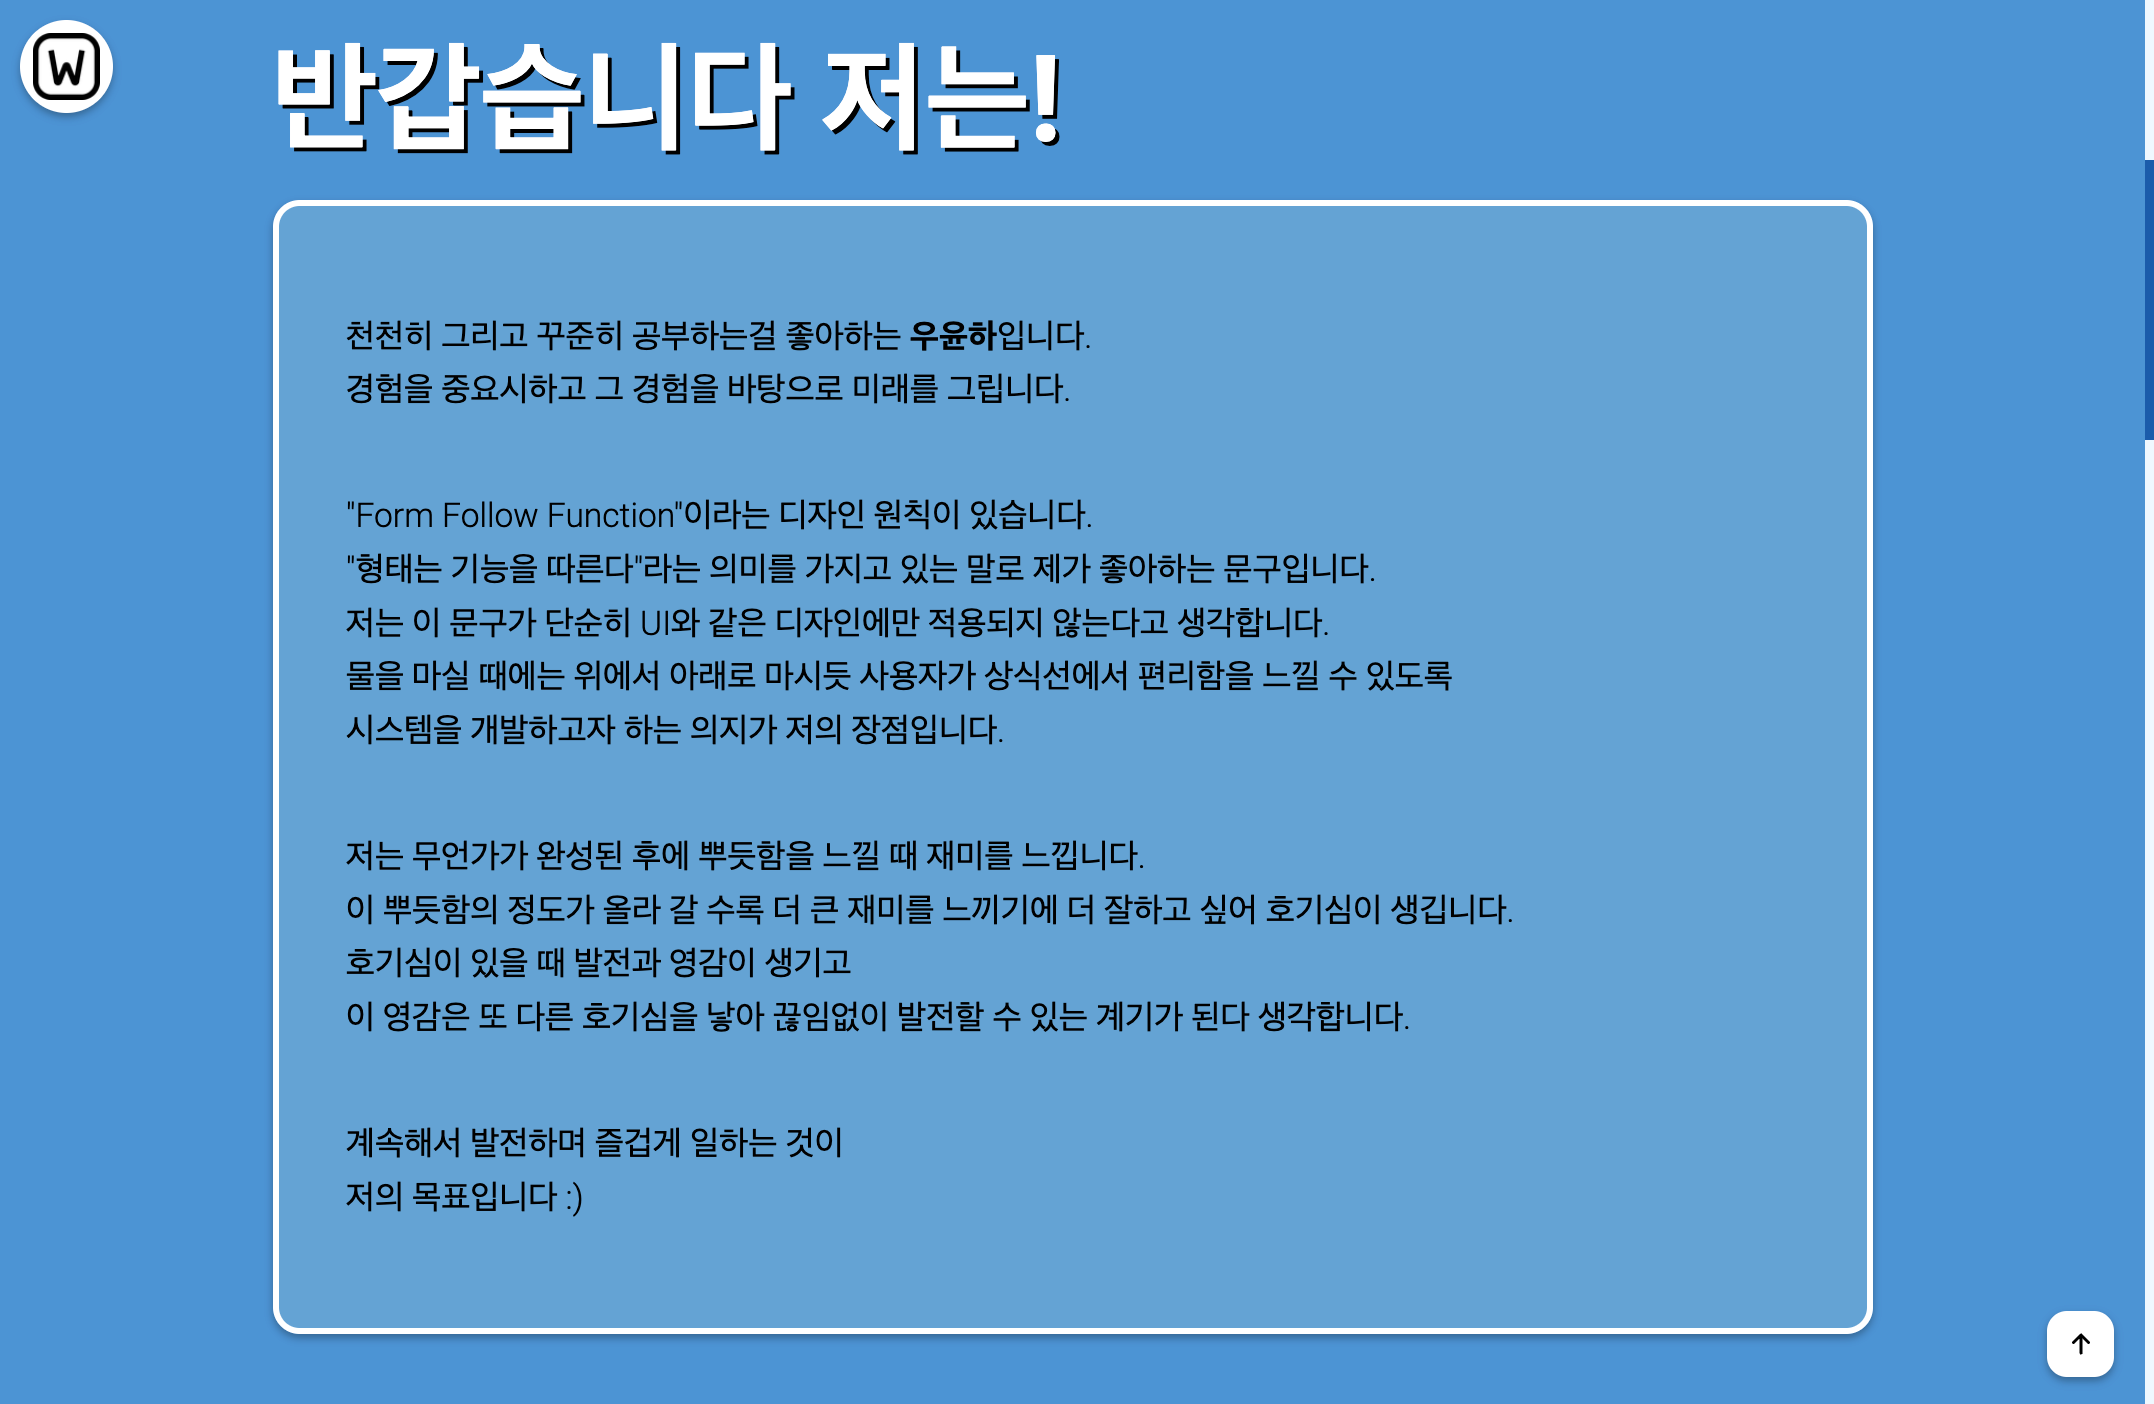 W
반갑습니다 저는!
천천히 그리고 꾸준히 공부하는걸 좋아하는 우윤하입니다.
경험을 중요시하고 그 경험을 바탕으로 미래를 그립니다.
"Form Follow Function"이라는 디자인 원칙이 있습니다.
"형태는 기능을 따른다"라는 의미를 가지고 있는 말로 제가 좋아하는 문구입니다.
저는 이 문구가 단순히 UI와 같은 디자인에만 적용되지 않는다고 생각합니다.
물을 마실 때에는 위에서 아래로 마시듯 사용자가 상식선에서 편리함을 느낄 수 있도록
시스템을 개발하고자 하는 의지가 저의 장점입니다.
저는 무언가가 완성된 후에 뿌듯함을 느낄 때 재미를 느낍니다.
이 뿌듯함의 정도가 올라 갈 수록 더 큰 재미를 느끼기에 더 잘하고 싶어 호기심이 생깁니다.
호기심이 있을 때 발전과 영감이 생기고
이 영감은 또 다른 호기심을 낳아 끊임없이 발전할 수 있는 계기가 된다 생각합니다.
계속해서 발전하며 즐겁게 일하는 것이
저의 목표입니다 :)